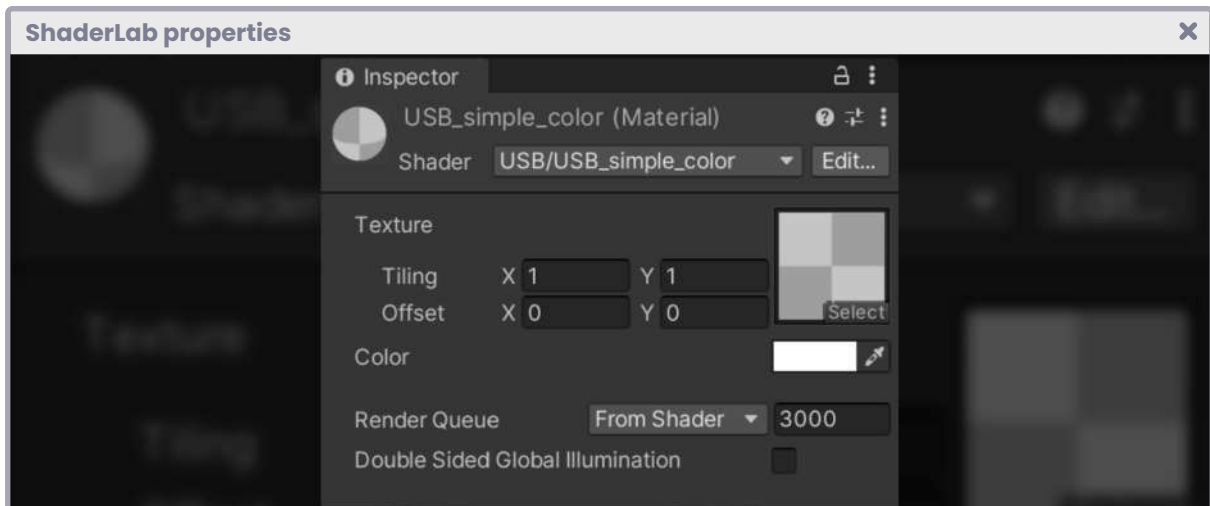 ShaderLab properties
Inspector
USB_simple_color (Material)
Shader USB/USB_simple_color Edit...
Texture
Tiling X 1 Y 1
Offset X 0 Y 0
Select
Color
Render Queue From Shader 3000
Double Sided Global Illumination